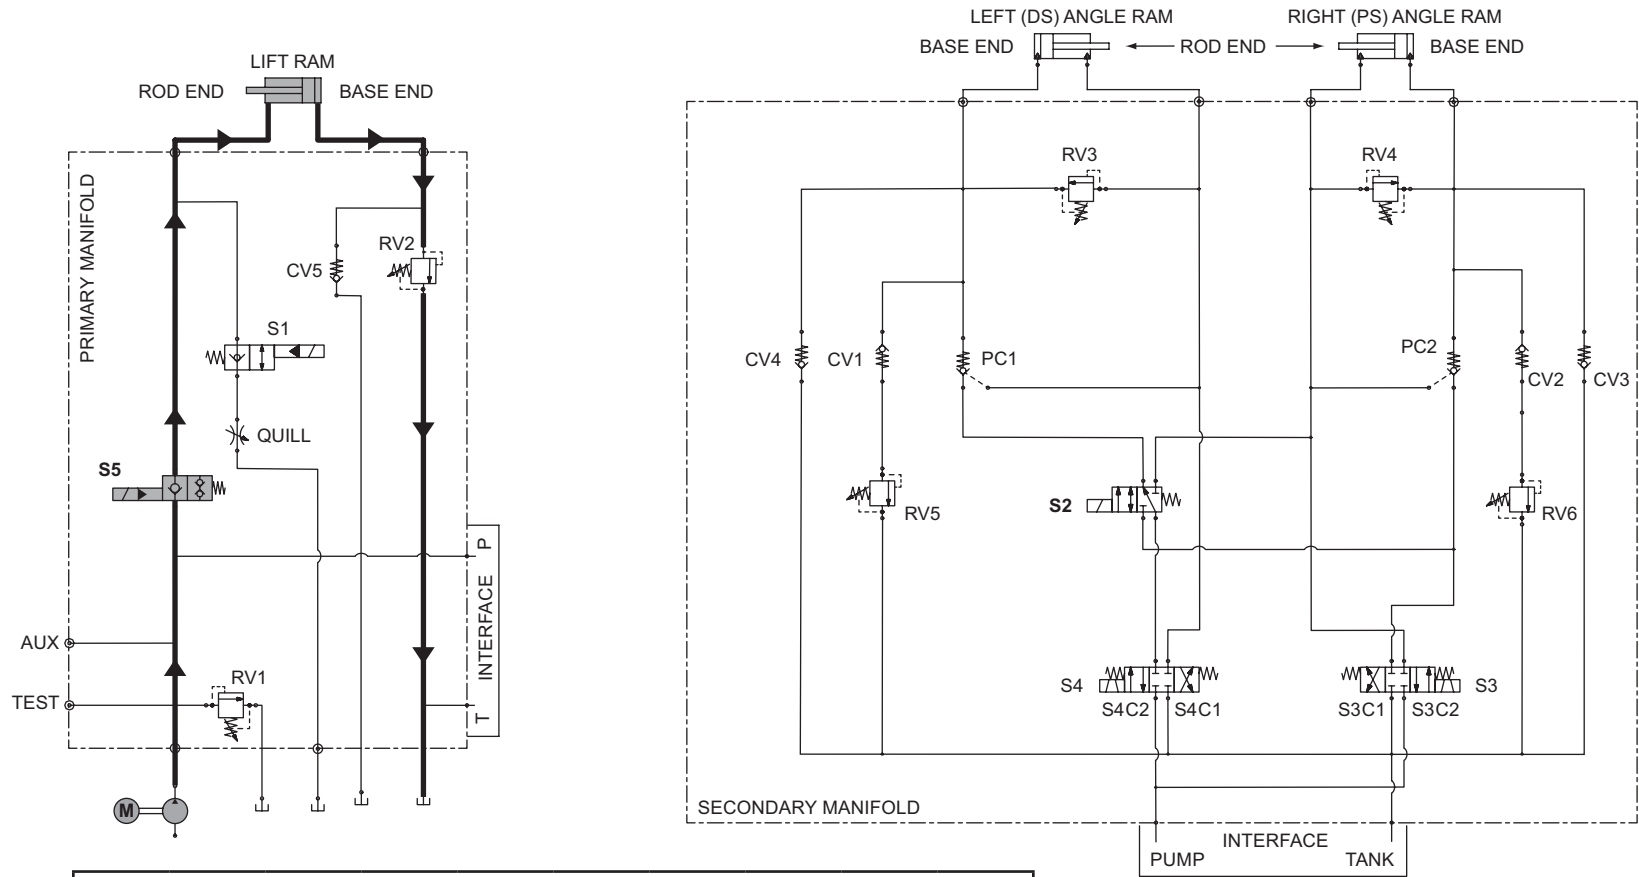 LEFT (DS) ANGLE RAM
RIGHT (PS) ANGLE RAM
BASE END
ROD END
BASE END
LIFT RAM
ROD END
BASE END
PRIMARY MANIFOLD
RV2
CV5
S1
QUILL
S5
P
INTERFACE
T
AUX
TEST
RV1
M
RV3
RV4
CV4
CV1
PC1
PC2
CV2
CV3
S2
RV5
RV6
S4
S4C2
S4C1
S3C1
S3C2
S3
SECONDARY MANIFOLD
INTERFACE
PUMP
TANK